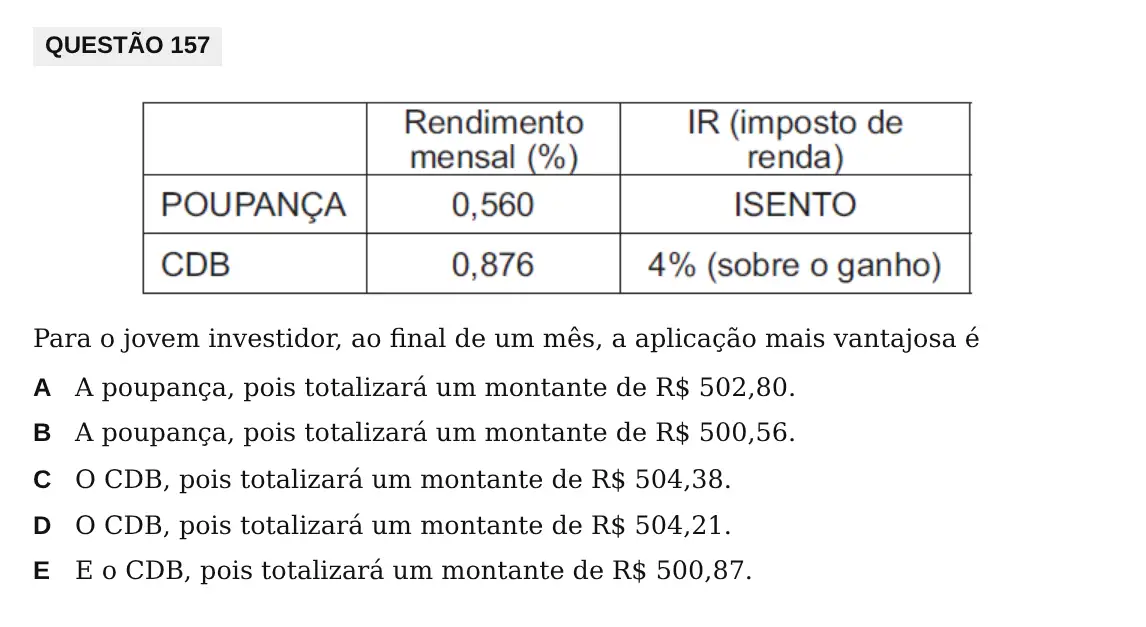 QUESTÃO 157
Rendimento
mensal (%)
IR (imposto de
renda)
POUPANÇA 0,560 ISENTO
CDB 0,876 4% (sobre o ganho)
Para o jovem investidor, ao final de um mês, a aplicação mais vantajosa é
A A poupança, pois totalizará um montante de R$ 502,80.
B A poupança, pois totalizará um montante de R$ 500,56.
C O CDB, pois totalizará um montante de R$ 504,38.
D O CDB, pois totalizará um montante de R$ 504,21.
E E o CDB, pois totalizará um montante de R$ 500,87.